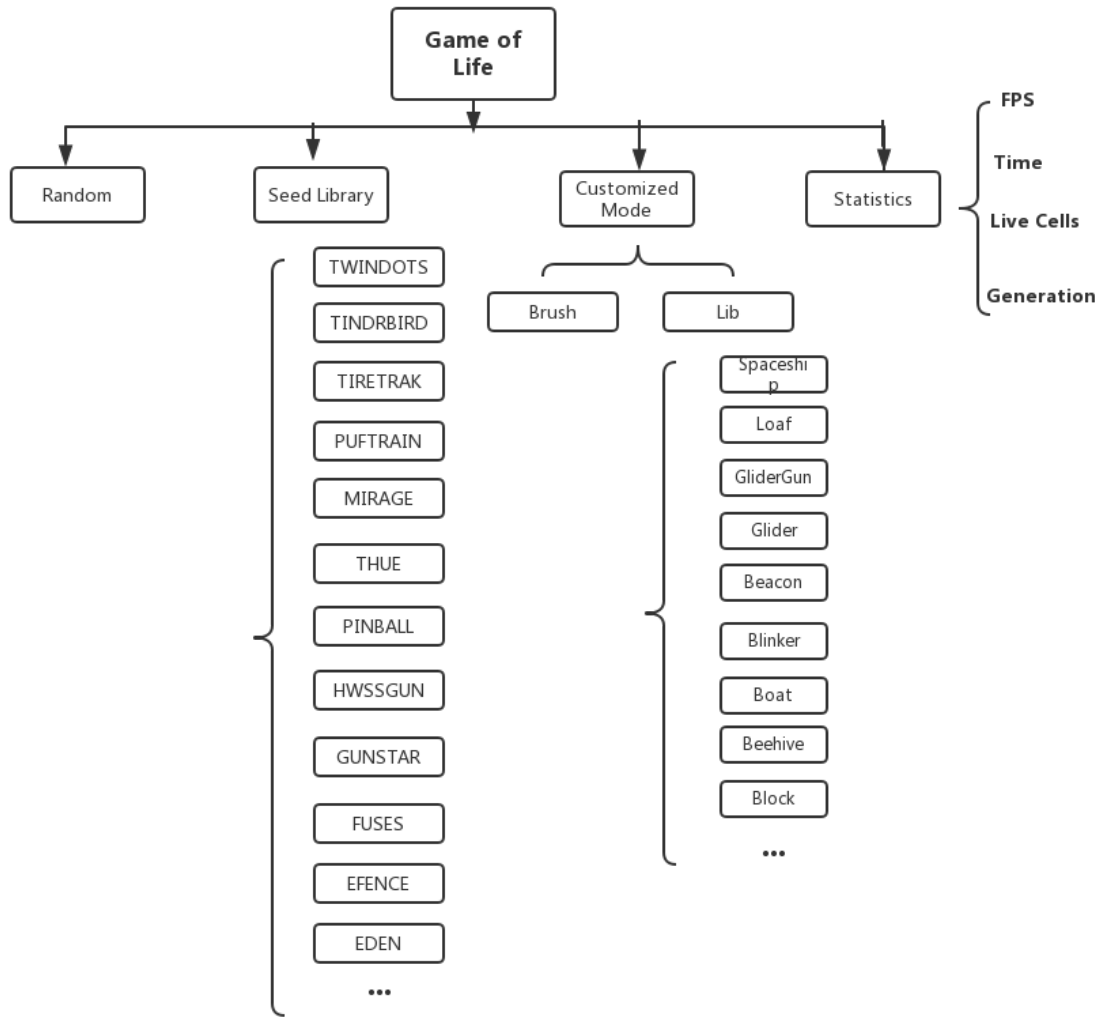 Game of
Life
Random
Seed Library
Customized
Mode
Statistics
FPS
Time
Live Cells
Generation
TWINDOTS
TINDRBIRD
TIRETRAK
PUFTRAIN
MIRAGE
THUE
PINBALL
HWSSGUN
GUNSTAR
FUSES
EFENCE
EDEN
•••
Brush
Lib
Spaceshi
p
Loaf
GliderGun
Glider
Beacon
Blinker
Boat
Beehive
Block
•••